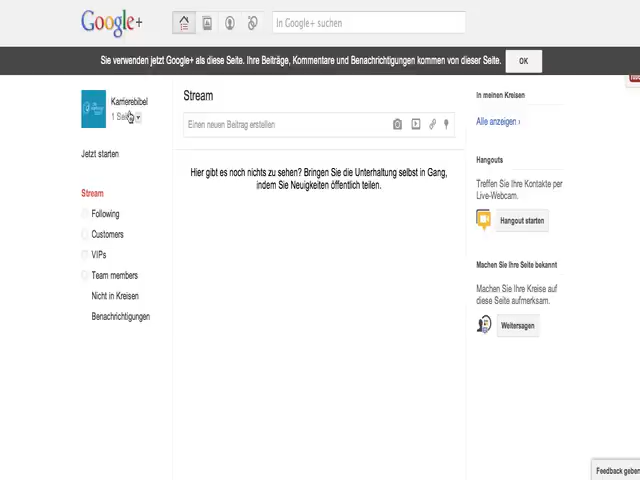 Google+
In Google+ suchen
Sie verwenden jetzt Google+ als diese Seite. Ihre Beiträge, Kommentare und Benachrichtigungen kommen von dieser Seite.
OK
Karrierebibel
1 Seite
Jetzt starten
Stream
Following
Customers
VIPs
Team members
Nicht in Kreisen
Benachrichtigungen
Stream
Einen neuen Beitrag erstellen
Hier gibt es noch nichts zu sehen? Bringen Sie die Unterhaltung selbst in Gang,
indem Sie Neuigkeiten öffentlich teilen.
In meinen Kreisen
Alle anzeigen ›
Hangouts
Treffen Sie Ihre Kontakte per
Live-Webcam.
Hangout starten
Machen Sie Ihre Seite bekannt
Machen Sie Ihre Kreise auf
diese Seite aufmerksam.
Weitersagen
Feedback geben